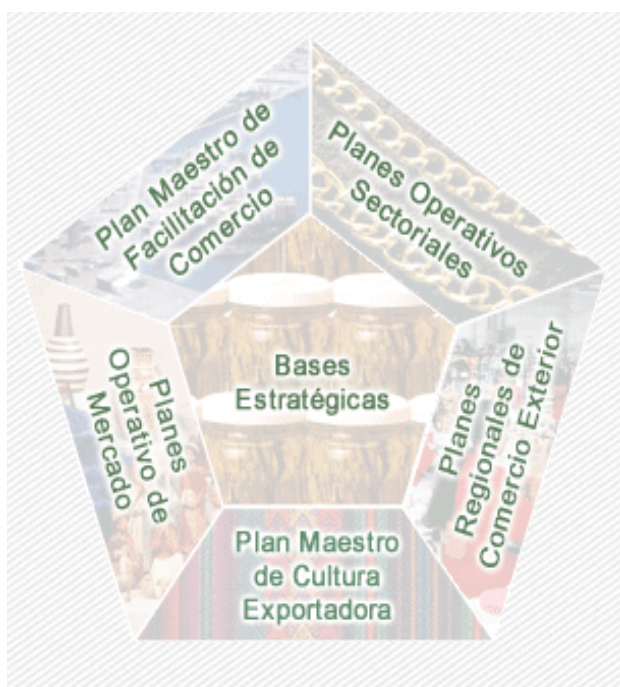 Plan Maestro de
Facilitación de
Comercio
Planes Operativos
Sectoriales
Bases
Estratégicas
Planes
Operativo de
Mercado
Planes
Regionales de
Comercio Exterior
Plan Maestro
de Cultura
Exportadora